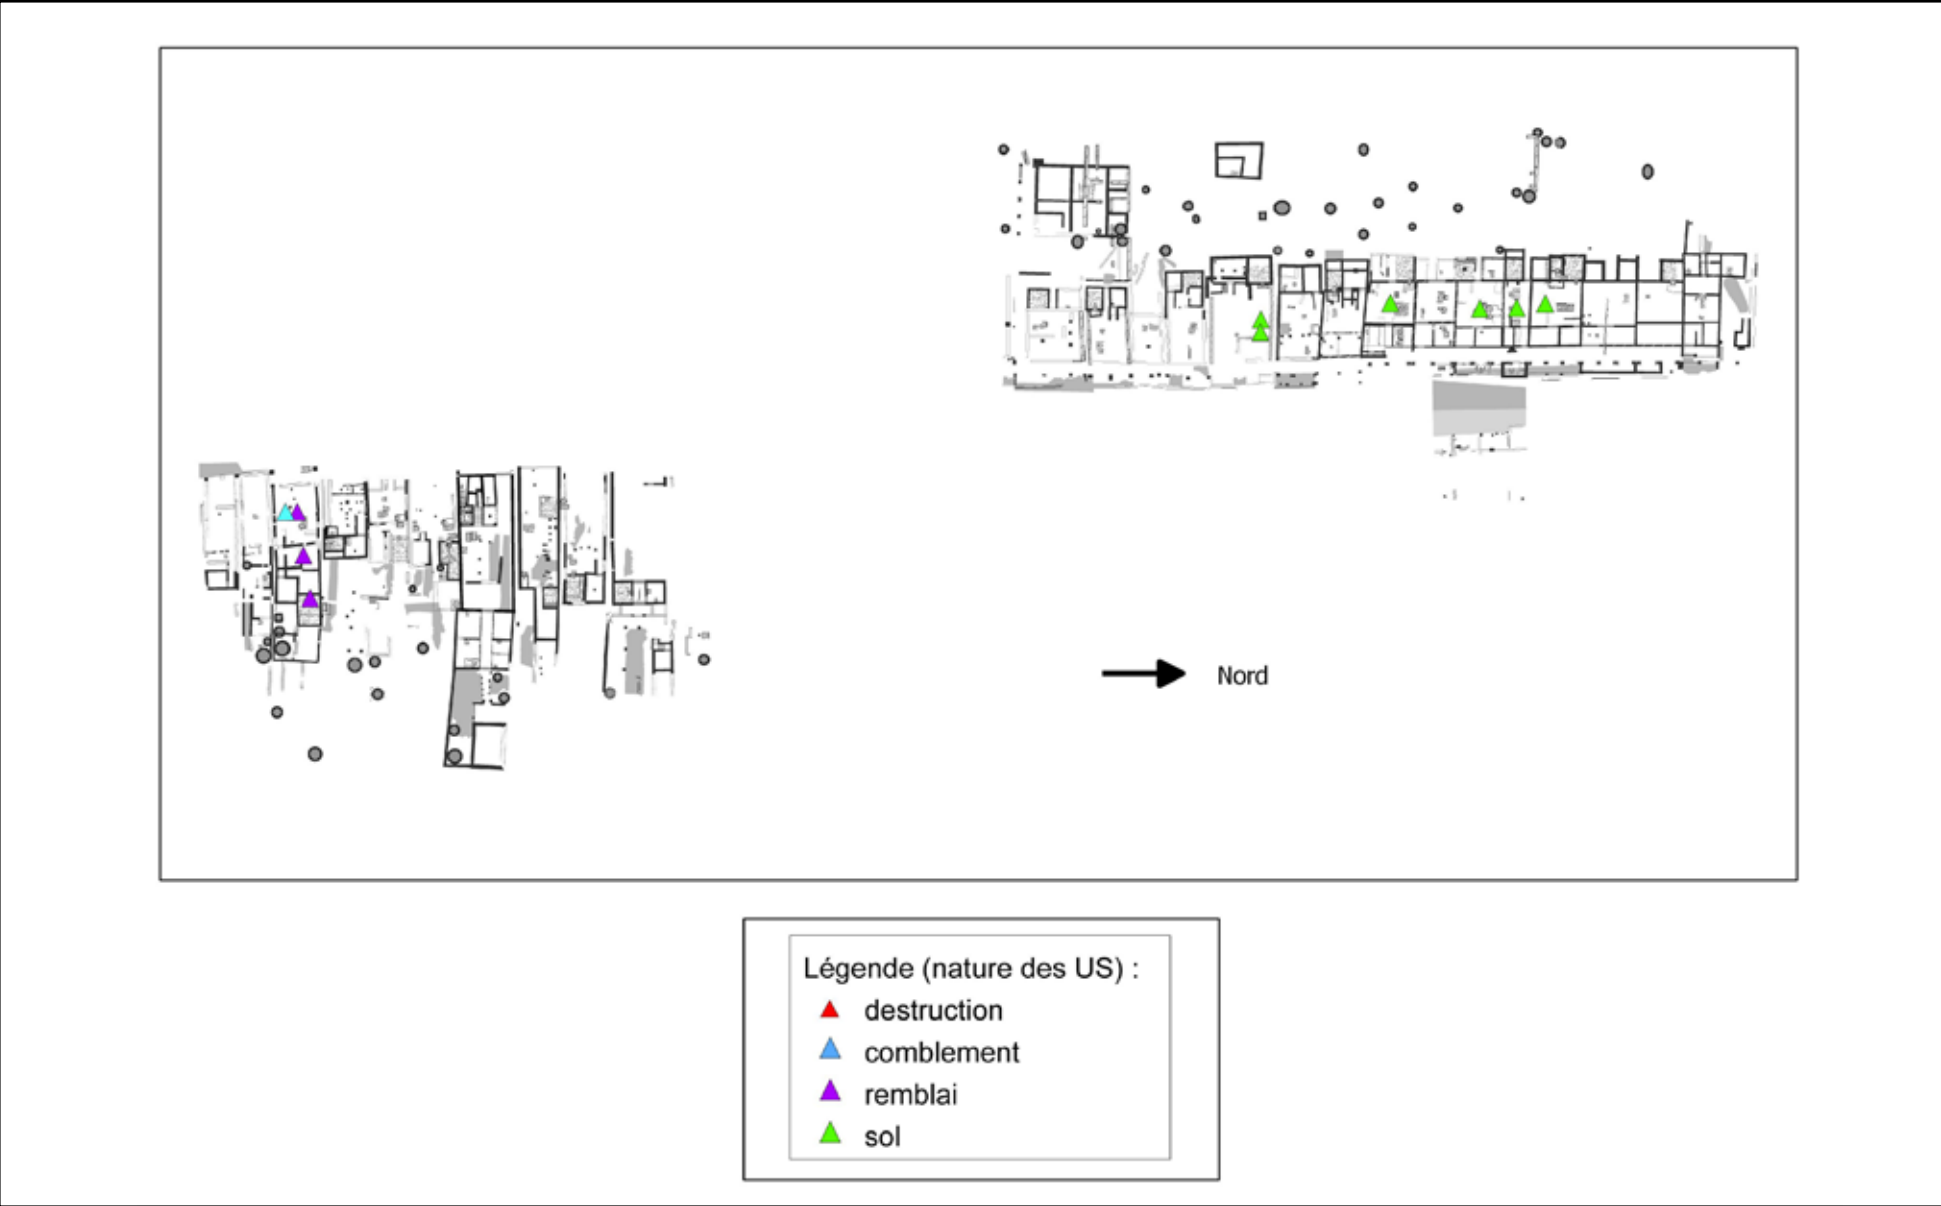 Nord
Légende (nature des US) :
destruction
comblement
remblai
sol